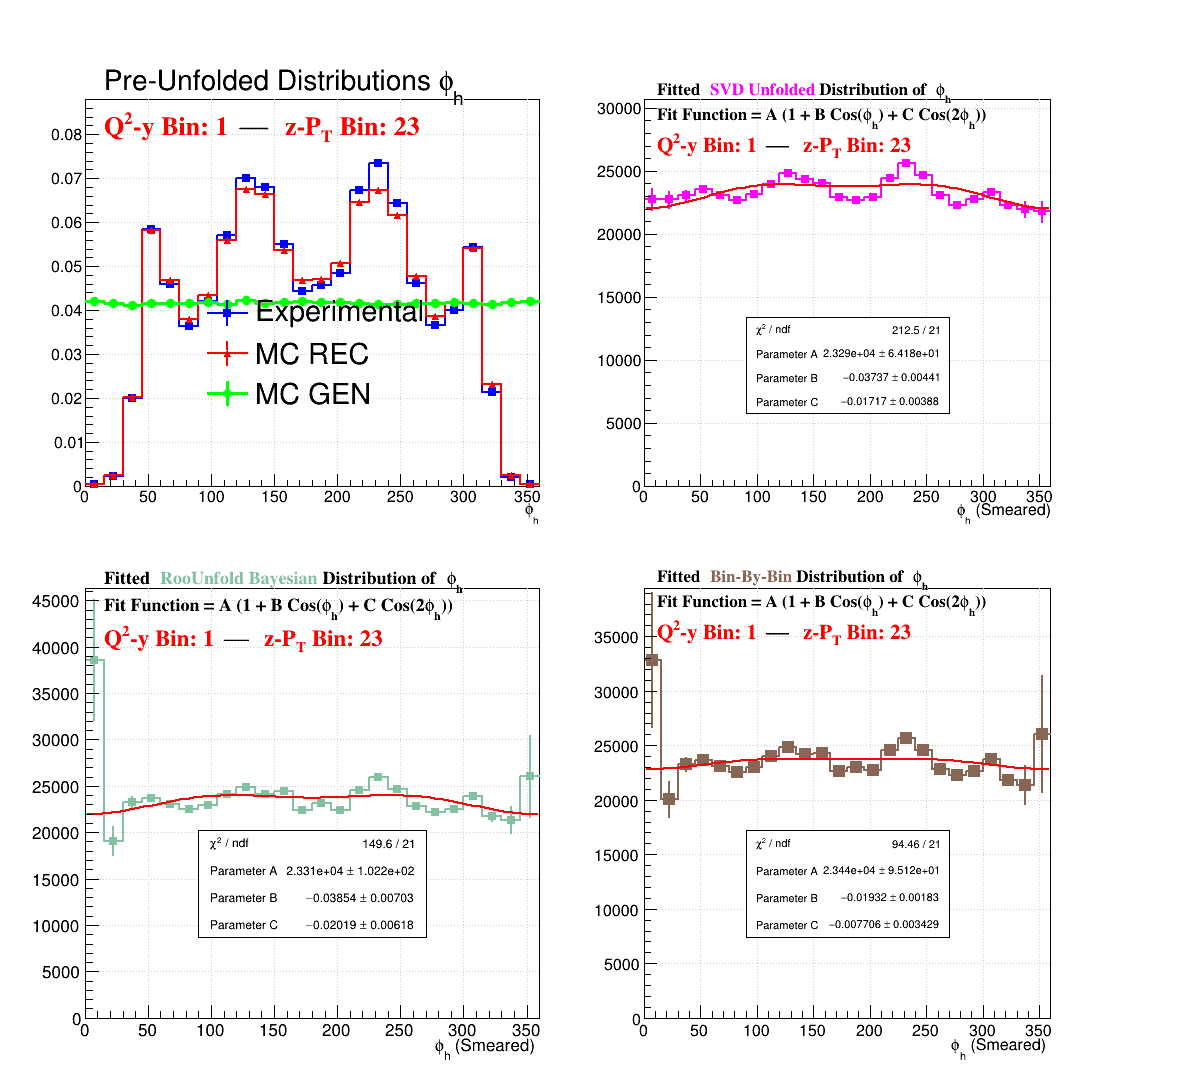 Pre-Unfolded Distributions ϕh
Q2-y Bin: 1 — z-PT Bin: 23
0.08
0.07
0.06
0.05
0.04
0.03
0.02
0.01
0
Experimental
MC REC
MC GEN
0 50 100 150 200 250 300 350
ϕh
Fitted SVD Unfolded Distribution of ϕh
Fit Function = A (1 + B Cos(ϕh) + C Cos(2ϕh))
Q2-y Bin: 1 — z-PT Bin: 23
30000
25000
20000
15000
10000
5000
0
χ2 / ndf 212.5 / 21
Parameter A 2.329e+04 ± 6.418e+01
Parameter B −0.03737 ± 0.00441
Parameter C −0.01717 ± 0.00388
0 50 100 150 200 250 300 350
ϕh (Smeared)
Fitted RooUnfold Bayesian Distribution of ϕh
Fit Function = A (1 + B Cos(ϕh) + C Cos(2ϕh))
Q2-y Bin: 1 — z-PT Bin: 23
45000
40000
35000
30000
25000
20000
15000
10000
5000
0
χ2 / ndf 149.6 / 21
Parameter A 2.331e+04 ± 1.022e+02
Parameter B −0.03854 ± 0.00703
Parameter C −0.02019 ± 0.00618
0 50 100 150 200 250 300 350
ϕh (Smeared)
Fitted Bin-By-Bin Distribution of ϕh
Fit Function = A (1 + B Cos(ϕh) + C Cos(2ϕh))
Q2-y Bin: 1 — z-PT Bin: 23
35000
30000
25000
20000
15000
10000
5000
0
χ2 / ndf 94.46 / 21
Parameter A 2.344e+04 ± 9.512e+01
Parameter B −0.01932 ± 0.00183
Parameter C −0.007706 ± 0.003429
0 50 100 150 200 250 300 350
ϕh (Smeared)